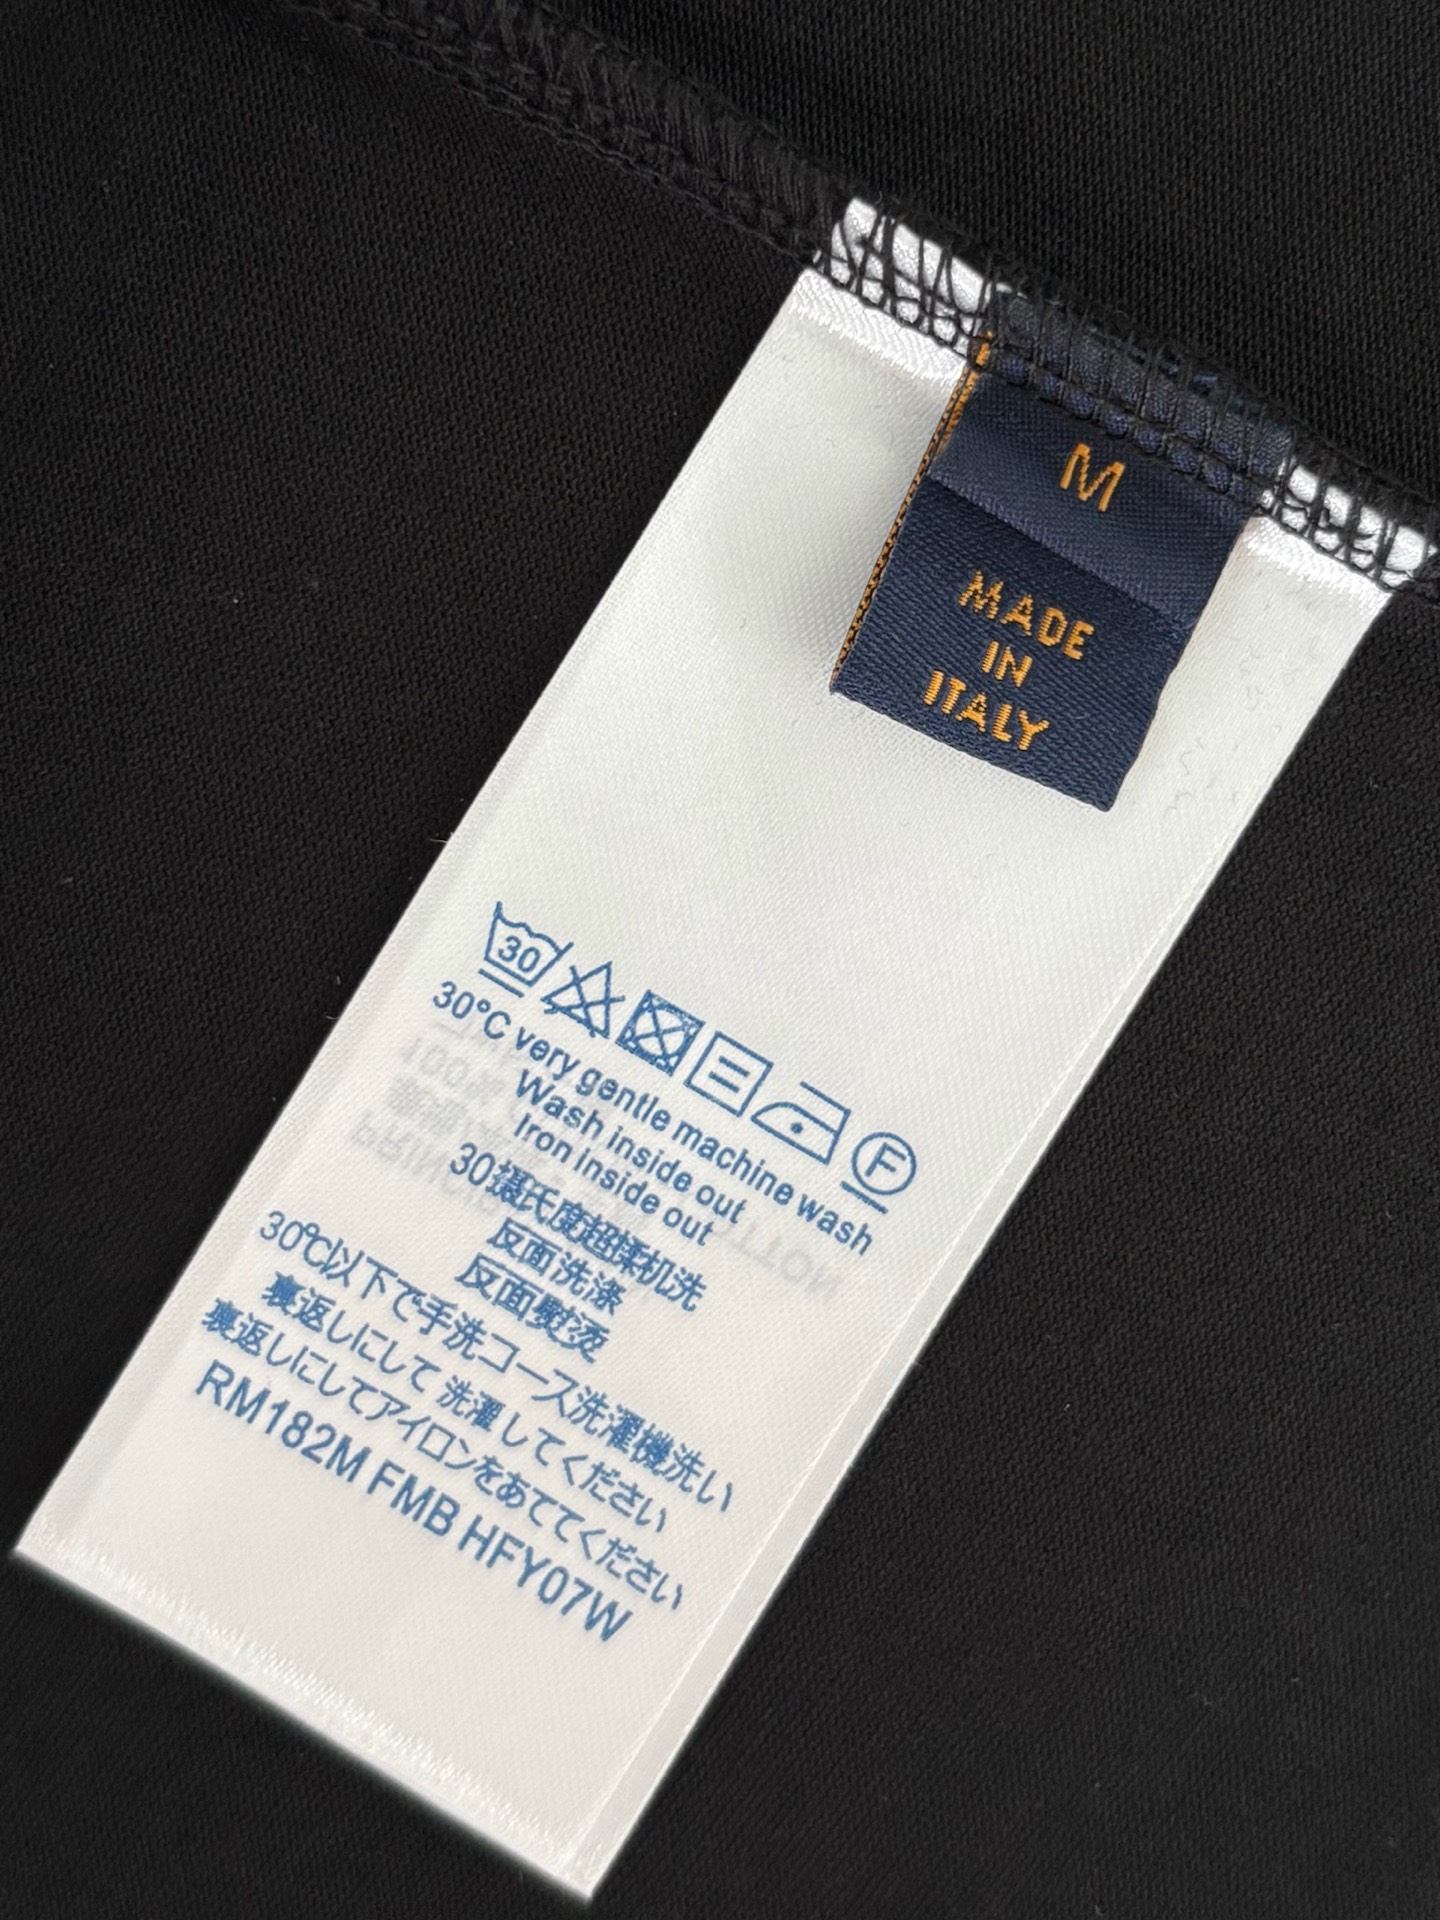 M
MADE
IN
ITALY
30
F
30°C very gentle machine wash
Wash inside out
Iron inside out
30摄氏度超柔机洗
反面洗涤
反面熨烫
30℃以下で手洗コース洗濯機洗い
裏返しにして 洗濯 してください
裏返しにしてアイロンをあててください
RM182M FMB HFY07W